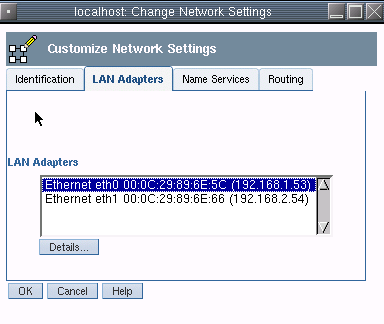 localhost: Change Network Settings
Customize Network Settings
Identification LAN Adapters Name Services Routing
LAN Adapters
Ethernet eth0 00:0C:29:89:6E:5C (192.168.1.53)
Ethernet eth1 00:0C:29:89:6E:66 (192.168.2.54)
Details...
OK Cancel Help